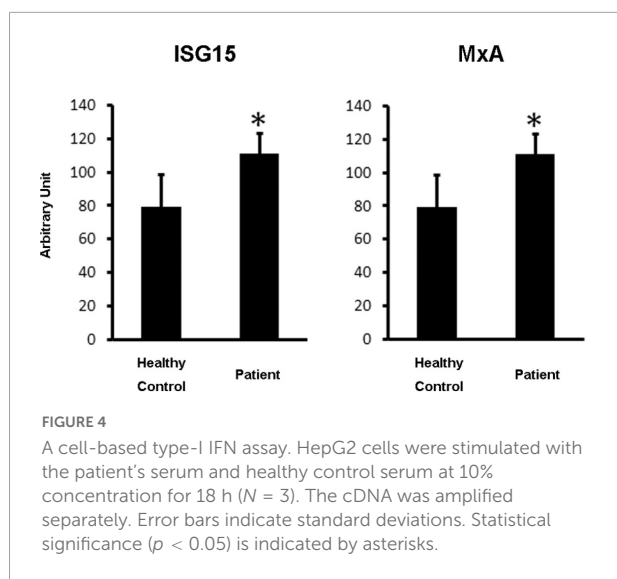 ISG15
MxA
Arbitrary Unit
140
120
100
80
60
40
20
0
*
Healthy
Control
Patient
140
120
100
80
60
40
20
0
*
Healthy
Control
Patient
FIGURE 4
A cell-based type-I IFN assay. HepG2 cells were stimulated with
the patient's serum and healthy control serum at 10%
concentration for 18 h (N = 3). The cDNA was amplified
separately. Error bars indicate standard deviations. Statistical
significance (p < 0.05) is indicated by asterisks.